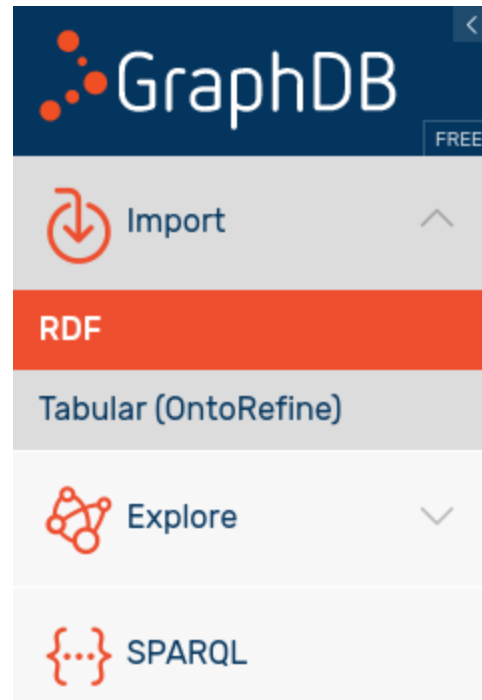 GraphDB
FREE
Import
RDF
Tabular (OntoRefine)
Explore
SPARQL